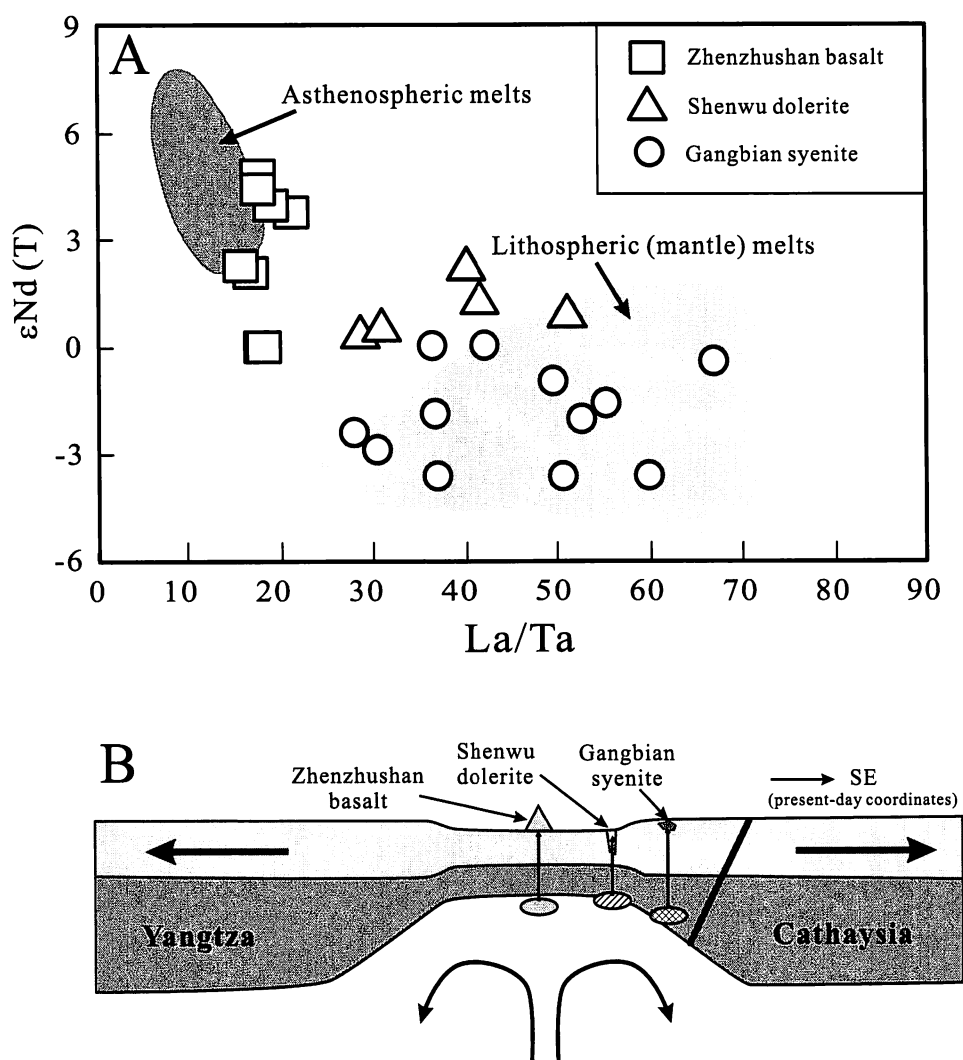 A
Asthenospheric melts
Zhenzhushan basalt
Shenwu dolerite
Gangbian syenite
Lithospheric (mantle) melts
9
6
3
0
-3
-6
εNd (T)
0 10 20 30 40 50 60 70 80 90
La/Ta
B
Zhenzhushan
basalt
Shenwu
dolerite
Gangbian
syenite
SE
(present-day coordinates)
Yangtza
Cathaysia